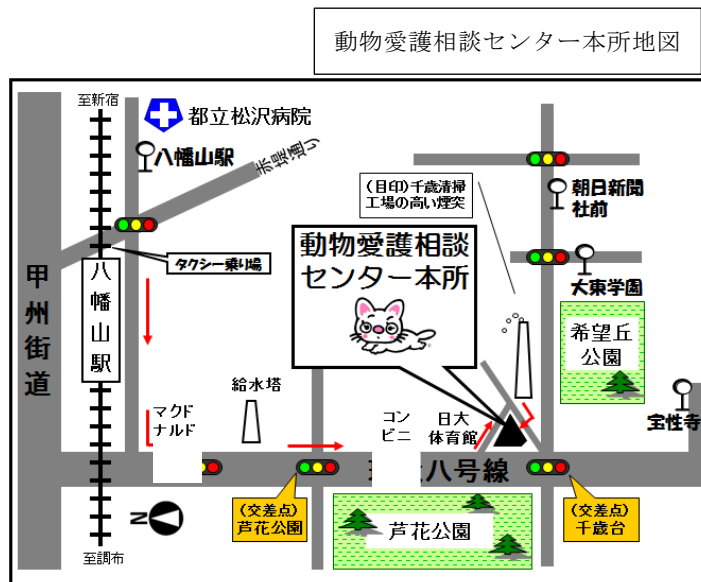 動物愛護相談センター本所地図
至新宿
都立松沢病院
八幡山駅
赤堤通り
(目印)千歳清掃
工場の高い煙突
朝日新聞
社前
動物愛護相談
センター本所
タクシー乗り場
大東学園
甲州街道
八幡山駅
希望丘
公園
給水塔
マクド
ナルド
コン
ビニ
日大
体育館
宝性寺
八号線
(交差点)
芦花公園
芦花公園
(交差点)
千歳台
N
至調布